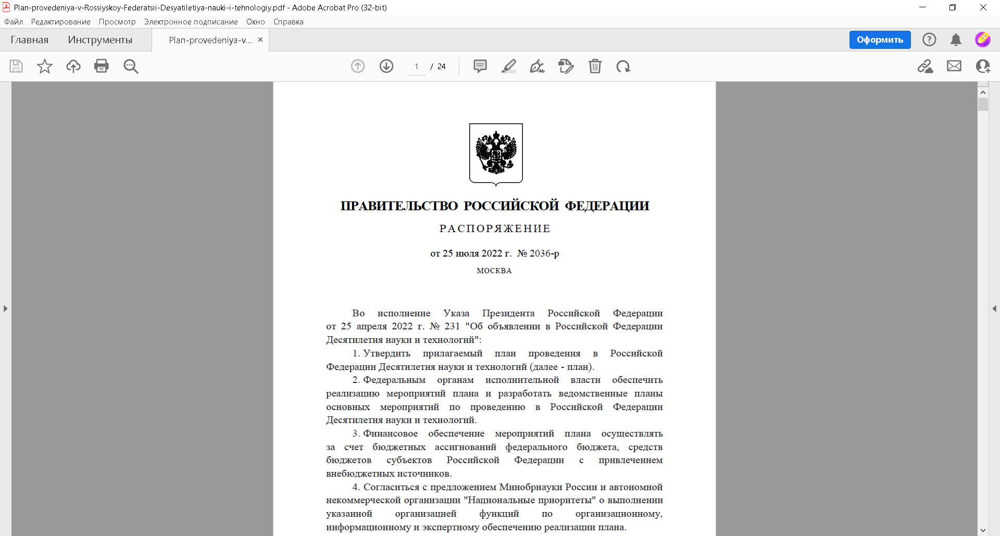 Plan-provedeniya-v-Rossiyskoy-Federatsii-Desyatiletiya-nauki-i-tehnologiy.pdf - Adobe Acrobat Pro (32-bit)
Файл Редактирование Просмотр Электронное подписание Окно Справка
Главная Инструменты Plan-provedeniya-v... × Оформить
1 / 24
ПРАВИТЕЛЬСТВО РОССИЙСКОЙ ФЕДЕРАЦИИ
РАСПОРЯЖЕНИЕ
от 25 июля 2022 г. № 2036-р
МОСКВА
Во исполнение Указа Президента Российской Федерации
от 25 апреля 2022 г. № 231 "Об объявлении в Российской Федерации
Десятилетия науки и технологий":
1. Утвердить прилагаемый план проведения в Российской
Федерации Десятилетия науки и технологий (далее - план).
2. Федеральным органам исполнительной власти обеспечить
реализацию мероприятий плана и разработать ведомственные планы
основных мероприятий по проведению в Российской Федерации
Десятилетия науки и технологий.
3. Финансовое обеспечение мероприятий плана осуществлять
за счет бюджетных ассигнований федерального бюджета, средств
бюджетов субъектов Российской Федерации с привлечением
внебюджетных источников.
4. Согласиться с предложением Минобрнауки России и автономной
некоммерческой организации "Национальные приоритеты" о выполнении
указанной организацией функций по организационному,
информационному и экспертному обеспечению реализации плана.